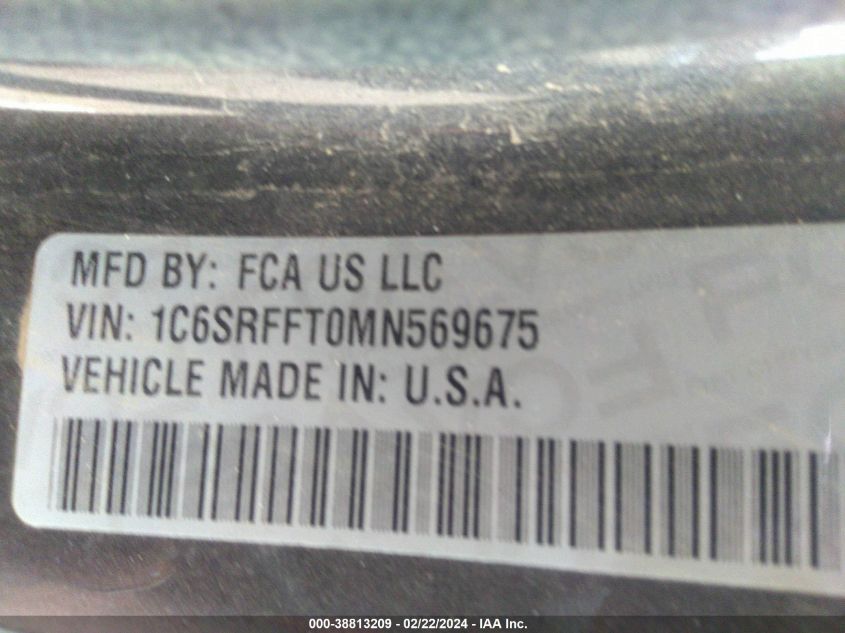 MFD BY: FCA US LLC
VIN: 1C6SRFFT0MN569675
VEHICLE MADE IN: U.S.A.
000-38813209 - 02/22/2024 - IAA Inc.